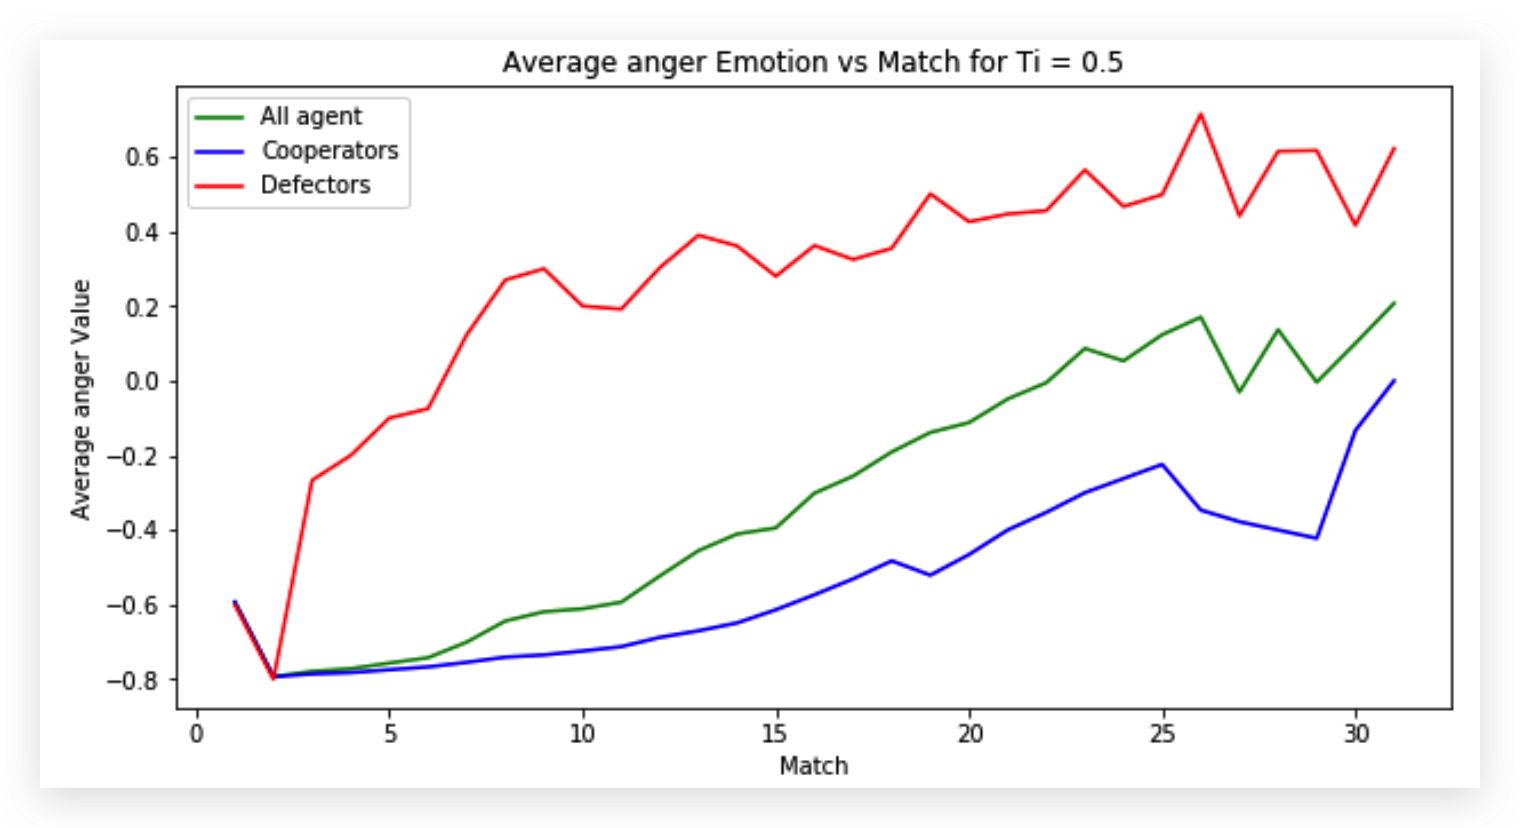 Average anger Emotion vs Match for Ti = 0.5
All agent
Cooperators
Defectors
0.6
0.4
0.2
0.0
−0.2
−0.4
−0.6
−0.8
Average anger Value
0 5 10 15 20 25 30
Match